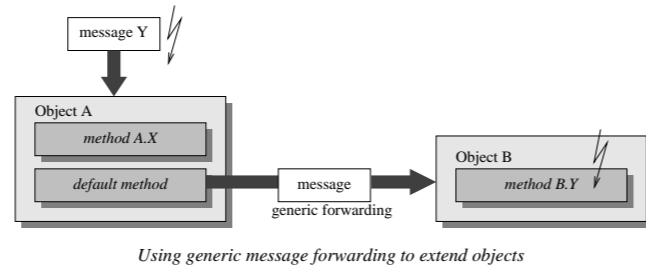 message Y
Object A
method A.X
default method
message
generic forwarding
Object B
method B.Y
Using generic message forwarding to extend objects